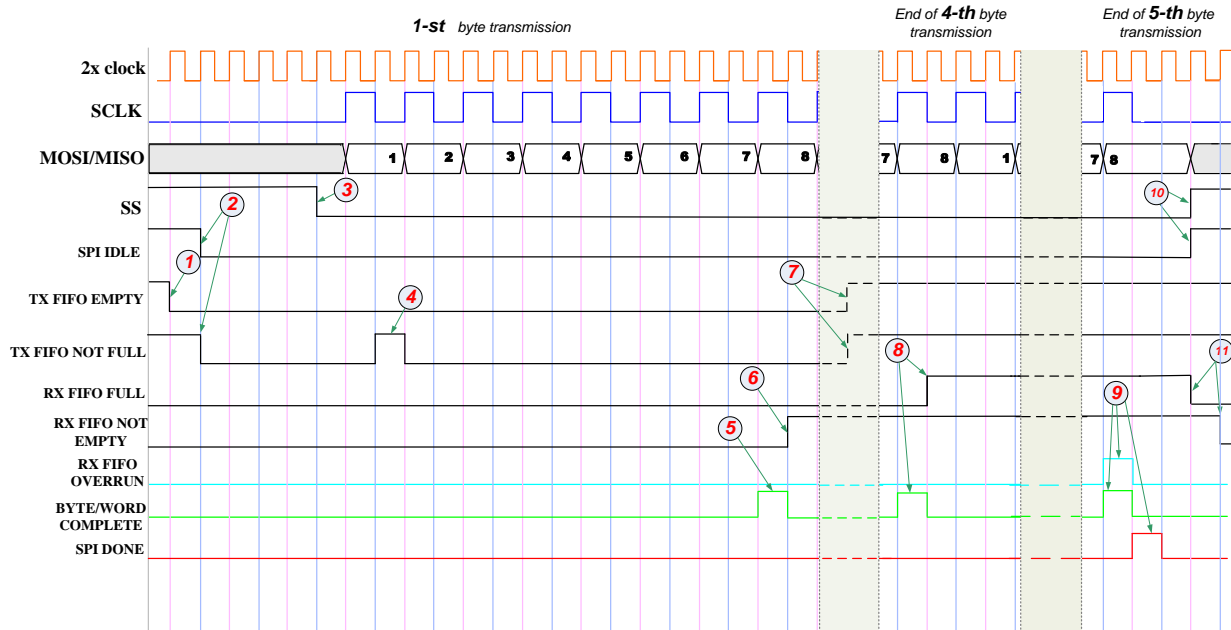 1-st byte transmission
End of 4-th byte
transmission
End of 5-th byte
transmission
2x clock
SCLK
MOSI/MISO
1 2 3 4 5 6 7 8 7 8 1 7 8
SS
3
2
10
SPI IDLE
1
TX FIFO EMPTY
4
7
TX FIFO NOT FULL
8
11
RX FIFO FULL
6
9
RX FIFO NOT
EMPTY
5
RX FIFO
OVERRUN
BYTE/WORD
COMPLETE
SPI DONE